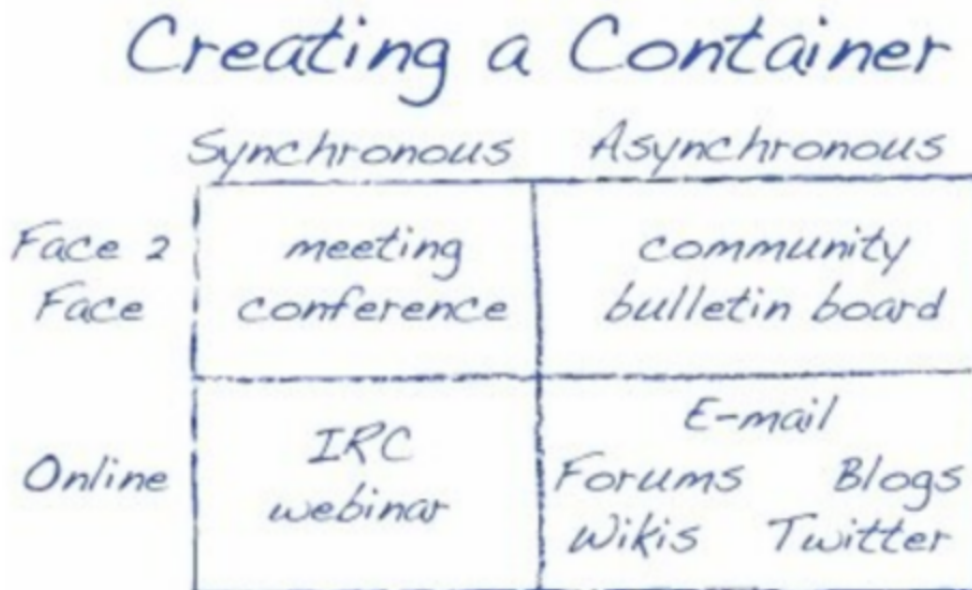 Creating a Container
Synchronous Asynchronous
Face 2 Face
meeting conference
community bulletin board
Online
IRC webinar
E-mail
Forums Blogs
Wikis Twitter